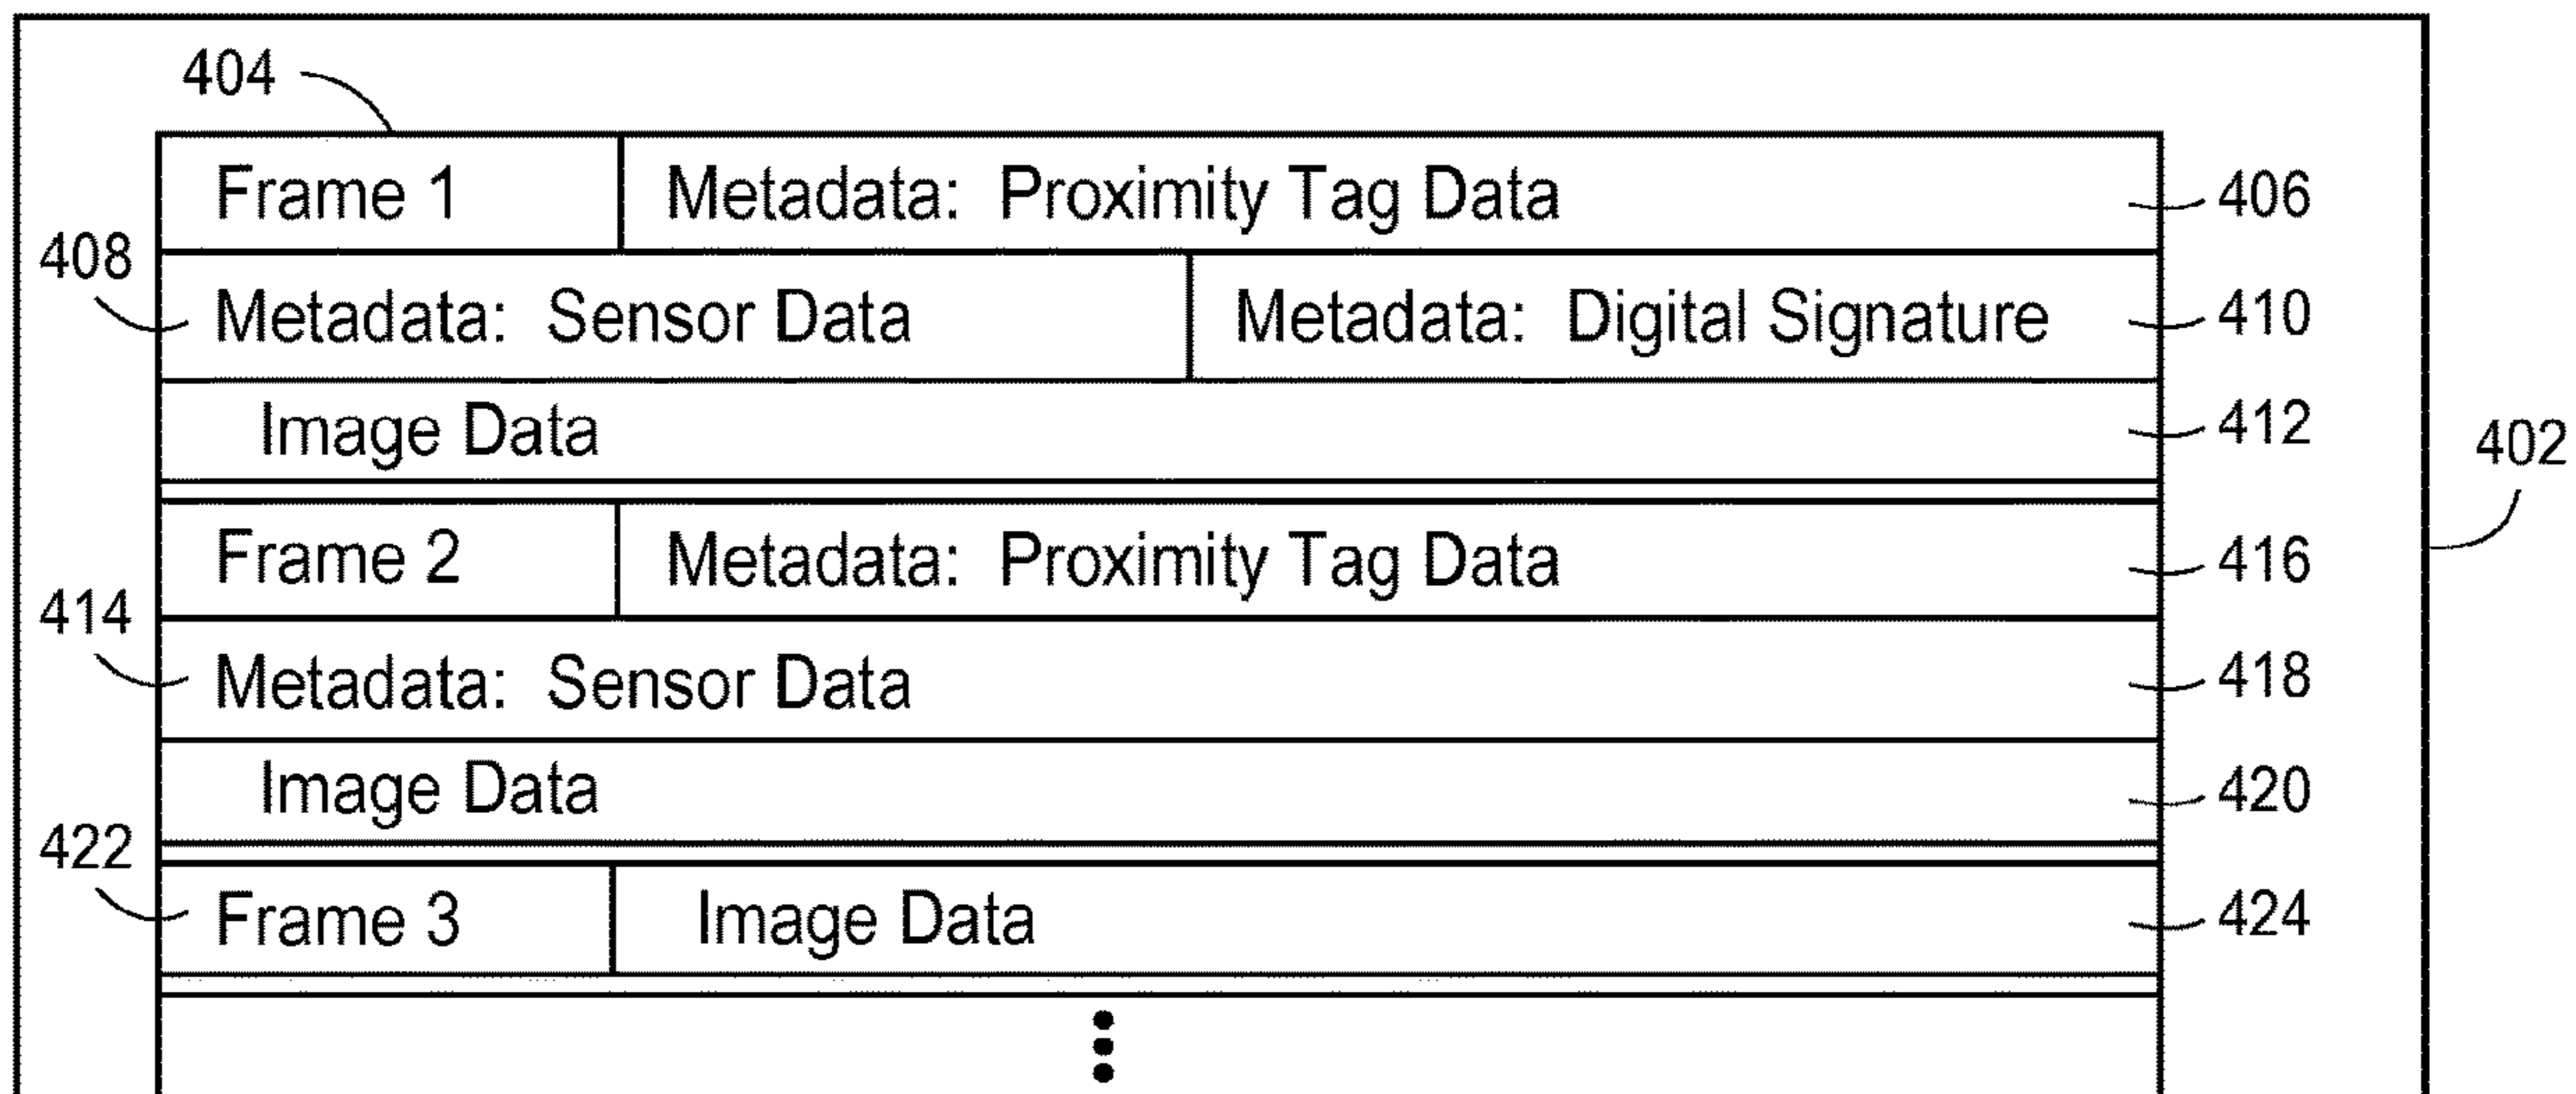 404
Frame 1 Metadata: Proximity Tag Data 406
408 Metadata: Sensor Data Metadata: Digital Signature 410
Image Data 412
402
Frame 2 Metadata: Proximity Tag Data 416
414 Metadata: Sensor Data 418
Image Data 420
422 Frame 3 Image Data 424